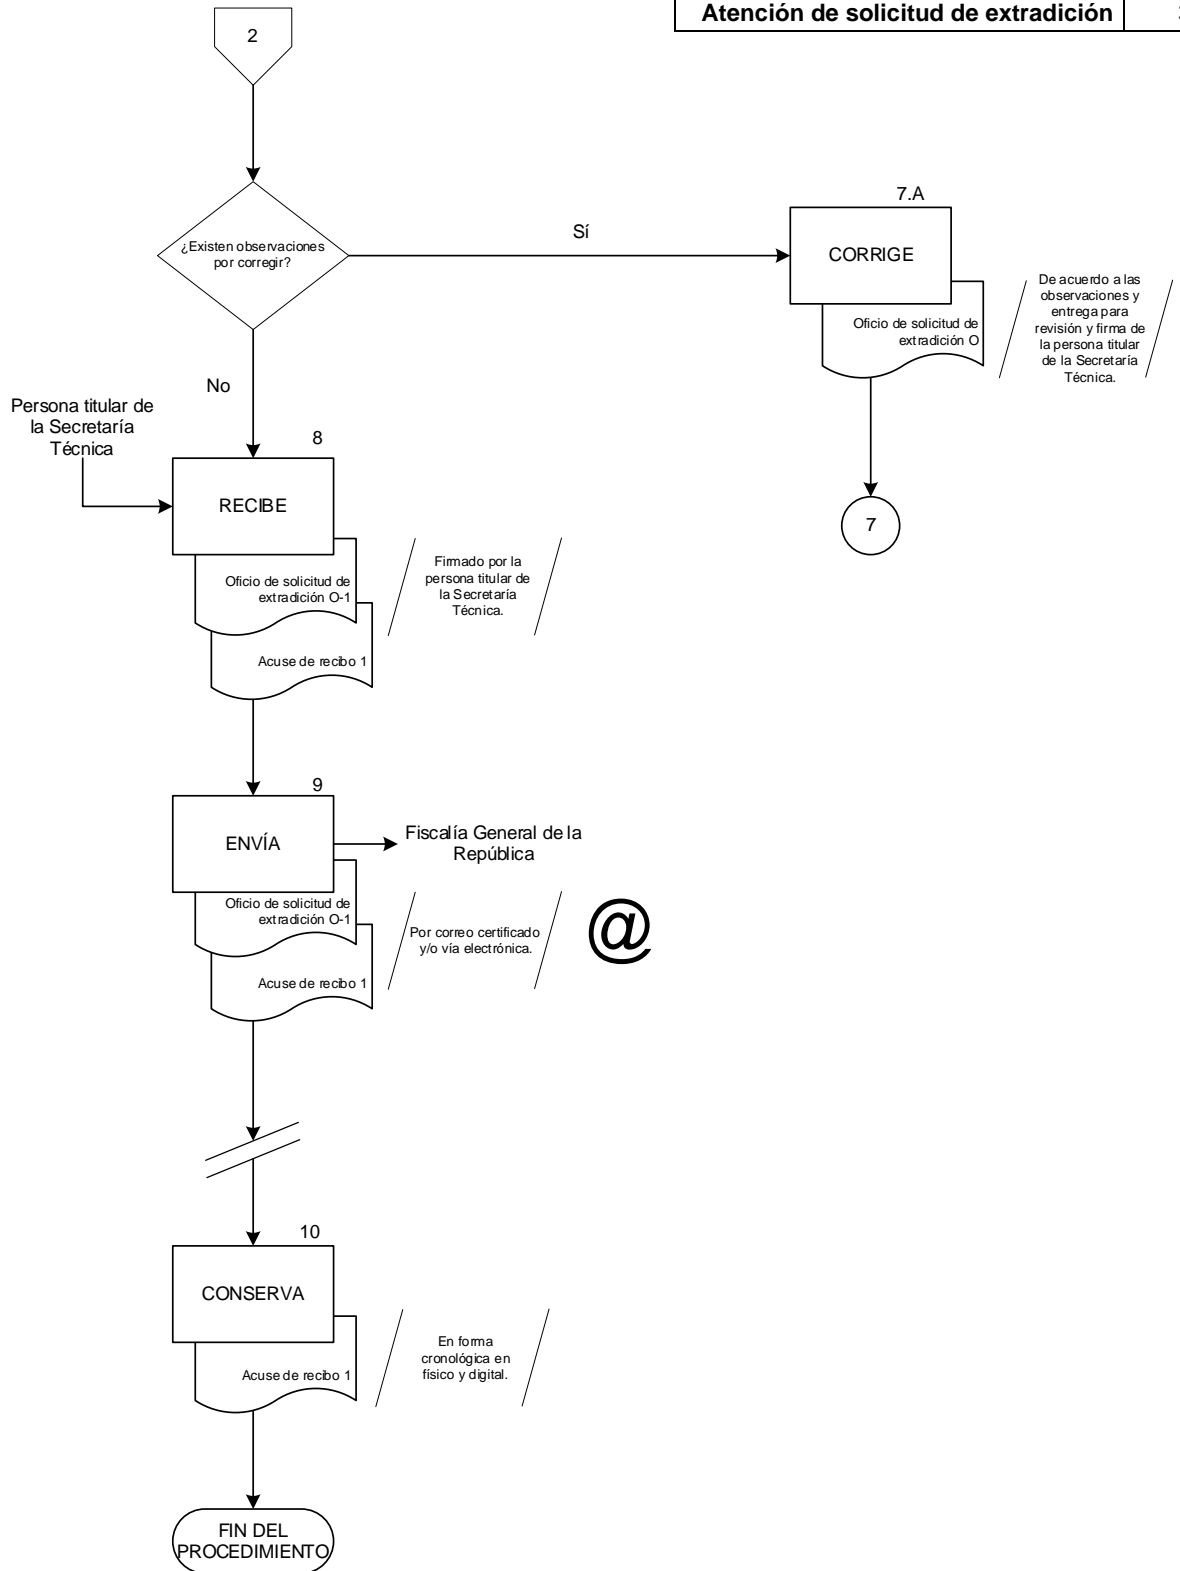 Atención de solicitud de extradición
2
¿Existen observaciones
por corregir?
Sí
7.A
CORRIGE
Oficio de solicitud de
extradición O
De acuerdo a las
observaciones y
entrega para
revisión y firma de
la persona titular
de la Secretaría
Técnica.
7
No
Persona titular de
la Secretaría
Técnica
8
RECIBE
Oficio de solicitud de
extradición O-1
Acuse de recibo 1
Firmado por la
persona titular de
la Secretaría
Técnica.
9
ENVÍA
Fiscalía General de la
República
Oficio de solicitud de
extradición O-1
Acuse de recibo 1
Por correo certificado
y/o vía electrónica.
@
10
CONSERVA
Acuse de recibo 1
En forma
cronológica en
físico y digital.
FIN DEL
PROCEDIMIENTO